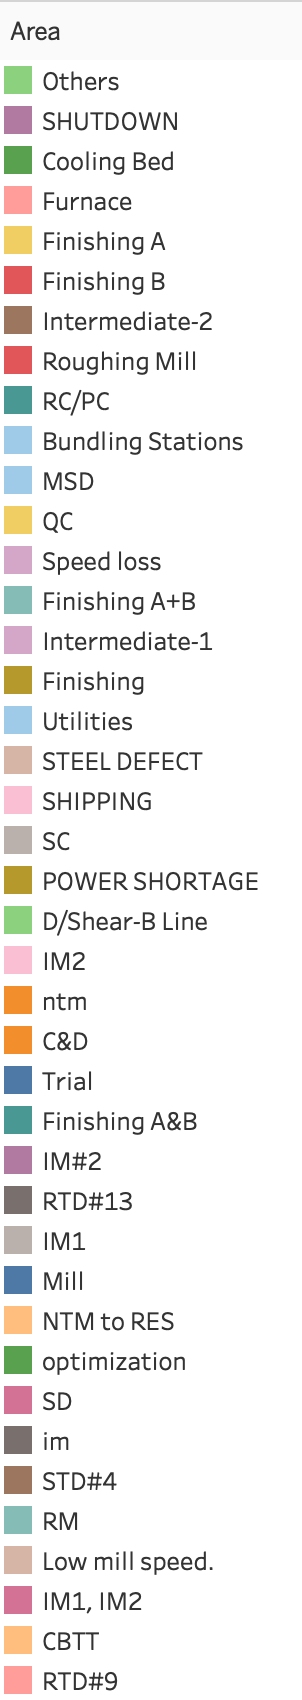 Area
Others
SHUTDOWN
Cooling Bed
Furnace
Finishing A
Finishing B
Intermediate-2
Roughing Mill
RC/PC
Bundling Stations
MSD
QC
Speed loss
Finishing A+B
Intermediate-1
Finishing
Utilities
STEEL DEFECT
SHIPPING
SC
POWER SHORTAGE
D/Shear-B Line
IM2
ntm
C&D
Trial
Finishing A&B
IM#2
RTD#13
IM1
Mill
NTM to RES
optimization
SD
im
STD#4
RM
Low mill speed.
IM1, IM2
CBTT
RTD#9